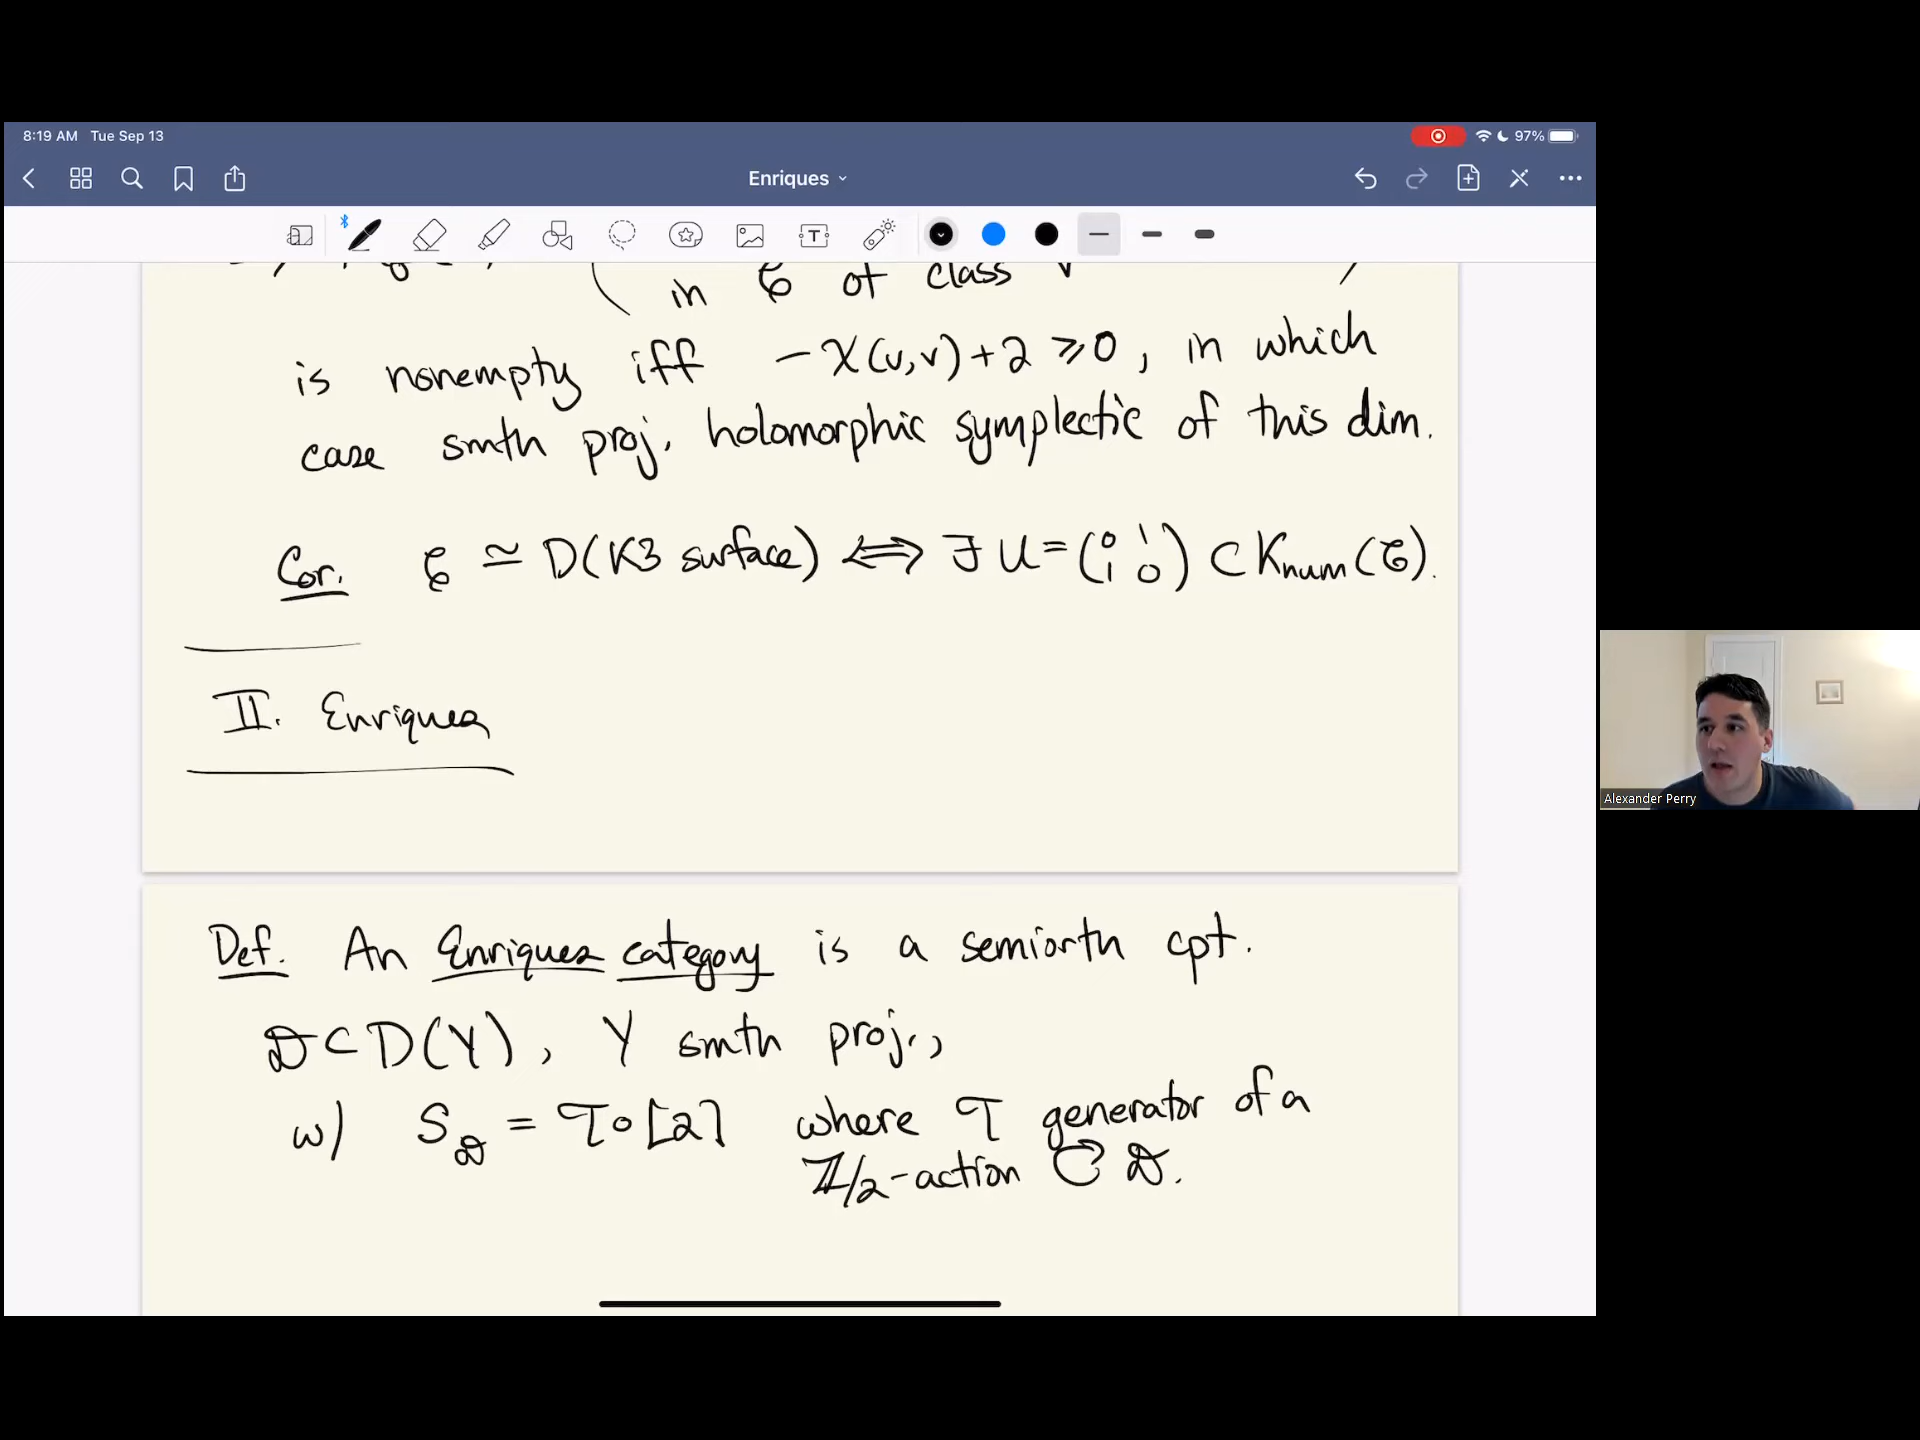 8:19 AM Tue Sep 13
97%
Enriques
in 𝒞 of class v
is nonempty iff −χ(v,v)+2 ≥ 0, in which
case smth proj. holomorphic symplectic of this dim.
Cor. 𝒞 ≃ D(K3 surface) ⟺ ∃ U = (0 1 / 1 0) ⊂ Knum(𝒞).
II. Enriques
Def. An Enriques category is a semiorth cpt.
𝒟 ⊂ D(Y), Y smth proj.,
w/ S_𝒟 = τ∘[2] where τ generator of a
ℤ/2-action ↻ 𝒟.
Alexander Perry